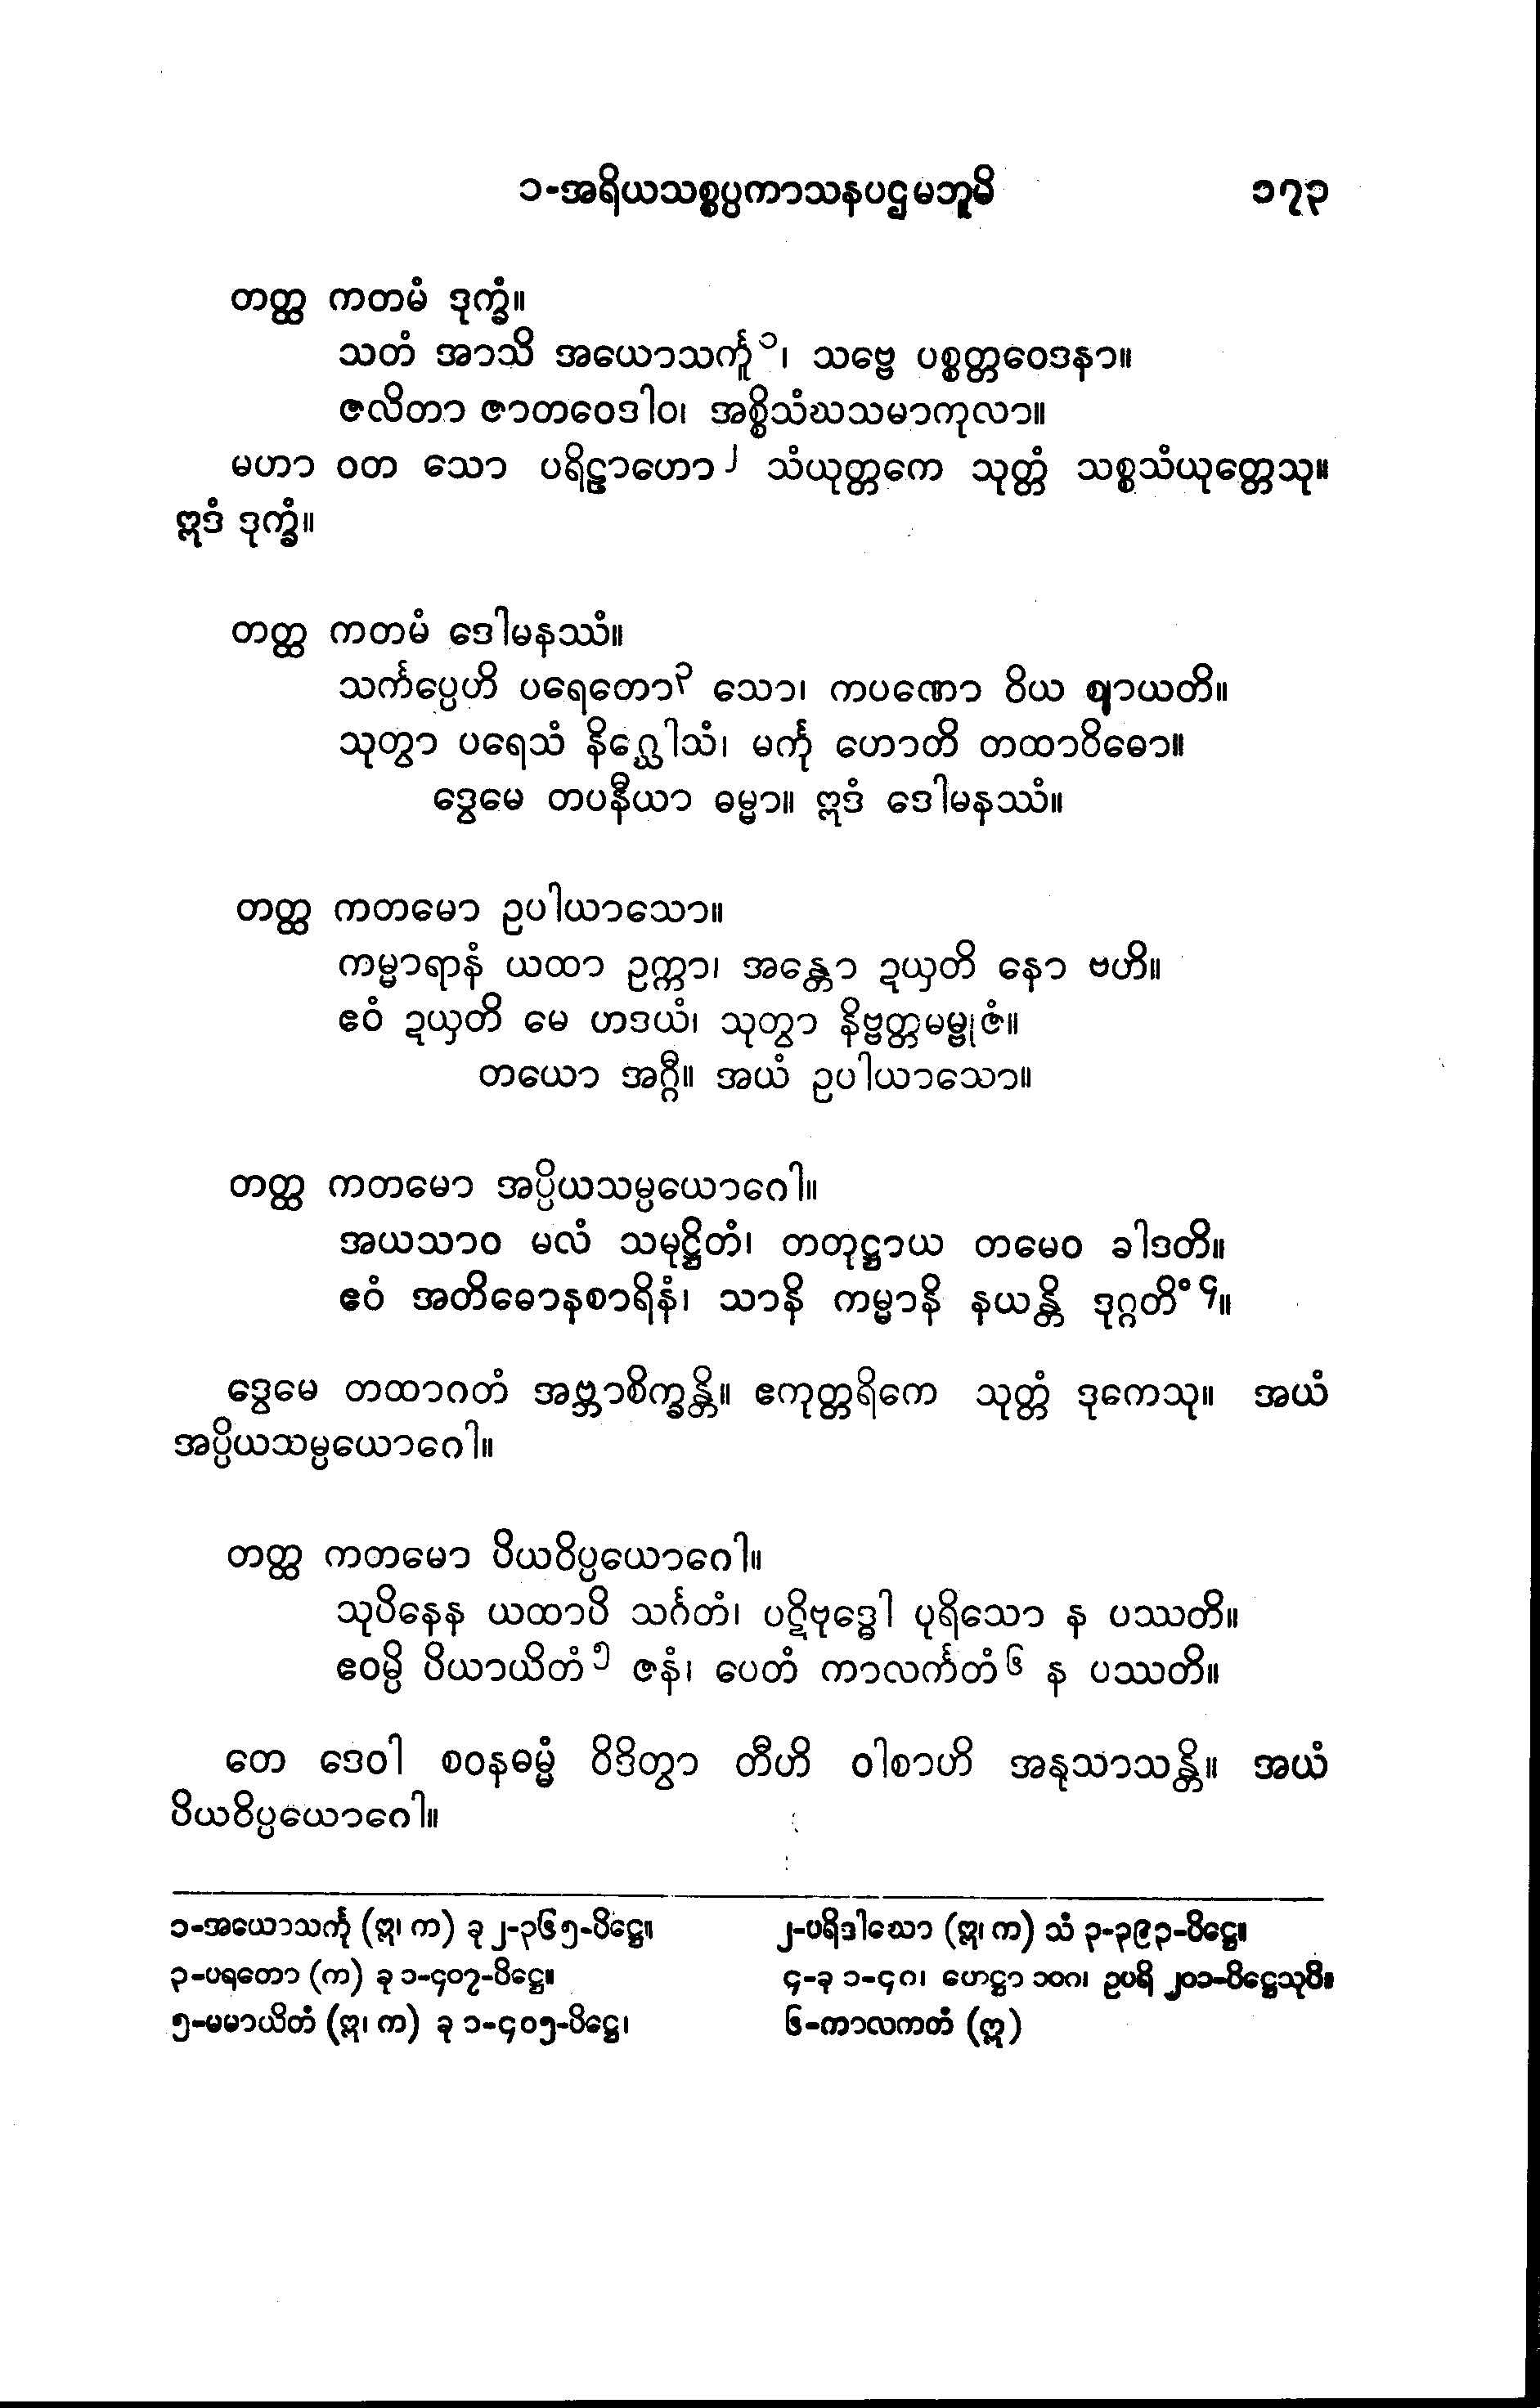 ၁-အရိယသစ္စပ္ပကာသနပဌမဘူမိ ၁၇၃
တတ္ထ ကတမံ ဒုက္ခံ။
သတံ အာသိ အယောသင်္ကူ၁၊ သဗ္ဗေ ပစ္စတ္တဝေဒနာ။
ဇလိတာ ဇာတဝေဒါဝ၊ အစ္စိသံဃသမာကုလာ။
မဟာ ဝတ သော ပရိဠာဟော၂ သံယုတ္တကေ သုတ္တံ သစ္စသံယုတ္တေသု။
ဣဒံ ဒုက္ခံ။
တတ္ထ ကတမံ ဒေါမနဿံ။
သင်္ကပ္ပေဟိ ပရေတော၃ သော၊ ကပဏော ဝိယ ဈာယတိ။
သုတွာ ပရေသံ နိဂ္ဃေါသံ၊ မင်္ကု ဟောတိ တထာဝိဓော။
ဒွေမေ တပနီယာ ဓမ္မာ။ ဣဒံ ဒေါမနဿံ။
တတ္ထ ကတမော ဥပါယာသော။
ကမ္မာရာနံ ယထာ ဥက္ကာ၊ အန္တော ဍယှတိ နော ဗဟိ။
ဧဝံ ဍယှတိ မေ ဟဒယံ၊ သုတွာ နိဗ္ဗတ္တမမ္ဗုဇံ။
တယော အဂ္ဂီ။ အယံ ဥပါယာသော။
တတ္ထ ကတမော အပ္ပိယသမ္ပယောဂေါ။
အယသာဝ မလံ သမုဋ္ဌိတံ၊ တတုဋ္ဌာယ တမေဝ ခါဒတိ။
ဧဝံ အတိဓောနစာရိနံ၊ သာနိ ကမ္မာနိ နယန္တိ ဒုဂ္ဂတိံ၄။
ဒွေမေ တထာဂတံ အဗ္ဘာစိက္ခန္တိ။ ဧကုတ္တရိကေ သုတ္တံ ဒုကေသု။ အယံ
အပ္ပိယသမ္ပယောဂေါ။
တတ္ထ ကတမော ပိယဝိပ္ပယောဂေါ။
သုပိနေန ယထာပိ သင်္ဂတံ၊ ပဋိဗုဒ္ဓေါ ပုရိသော န ပဿတိ။
ဧဝမ္ပိ ပိယာယိတံ၅ ဇနံ၊ ပေတံ ကာလင်္ကတံ၆ န ပဿတိ။
တေ ဒေဝါ စဝနဓမ္မံ ဝိဒိတွာ တီဟိ ဝါစာဟိ အနုသာသန္တိ။ အယံ
ပိယဝိပ္ပယောဂေါ။
၁-အယောသင်္ကု (ဣ၊ က) ခု ၂-၃၆၅-ပိဋ္ဌေ။ ၂-ပရိဒါဃော (ဣ၊ က) သံ ၃-၃၉၃-ပိဋ္ဌေ။
၃-ပရတော (က) ခု ၁-၄၀၇-ပိဋ္ဌေ။ ၄-ခု ၁-၄၈၊ ဟေဋ္ဌာ ၁၀၈၊ ဥပရိ ၂၀၁-ပိဋ္ဌေသုပိ။
၅-မမာယိတံ (ဣ၊ က) ခု ၁-၄၀၅-ပိဋ္ဌေ၊ ၆-ကာလကတံ (ဣ)